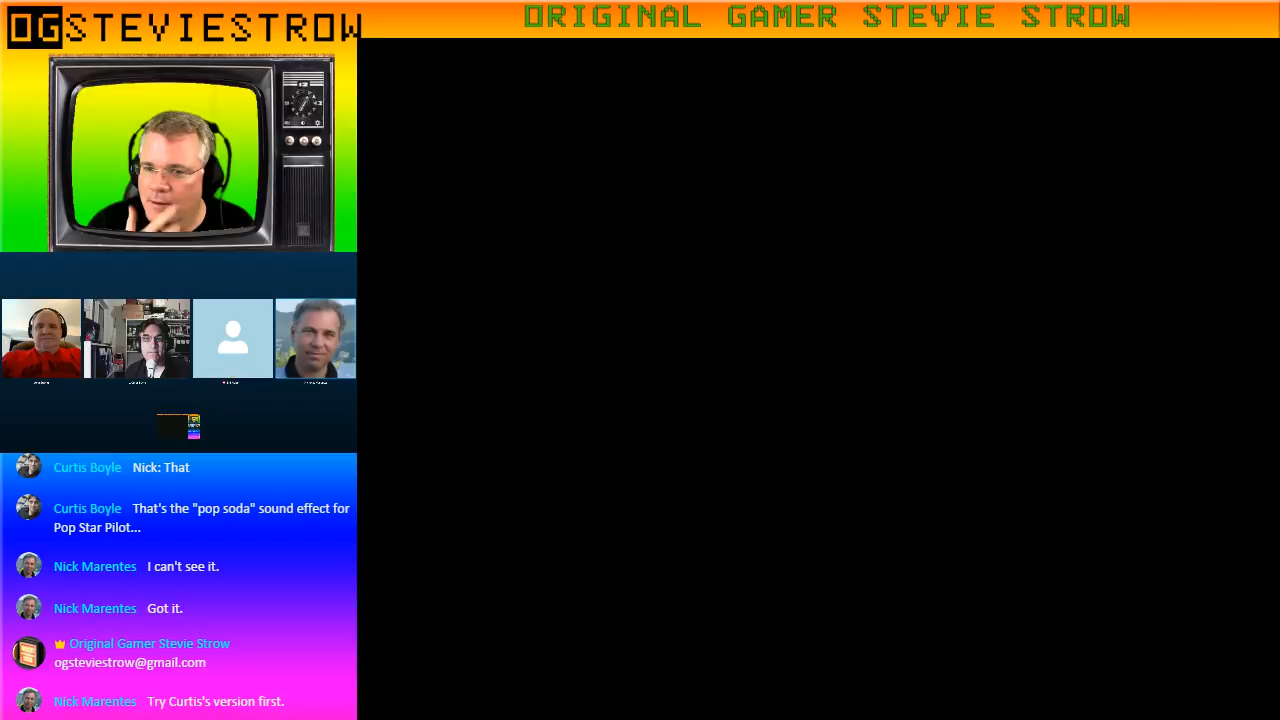 OGSTEVIESTROW
ORIGINAL GAMER STEVIE STROW
Curtis Boyle Nick: That
Curtis Boyle That's the "pop soda" sound effect for
Pop Star Pilot...
Nick Marentes I can't see it.
Nick Marentes Got it.
Original Gamer Stevie Strow
ogsteviestrow@gmail.com
Nick Marentes Try Curtis's version first.